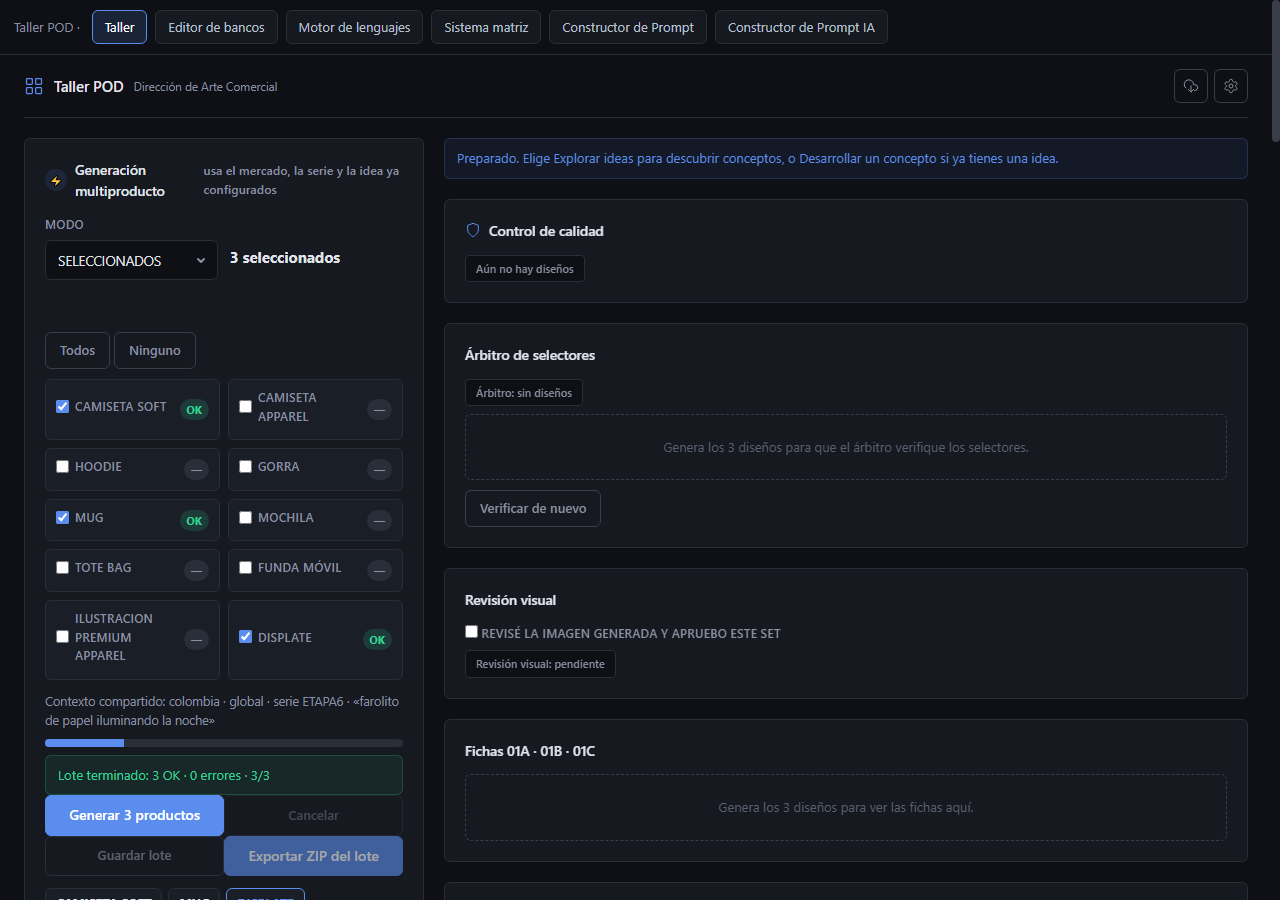 Taller POD ·
Taller
Editor de bancos
Motor de lenguajes
Sistema matriz
Constructor de Prompt
Constructor de Prompt IA
Taller POD
Dirección de Arte Comercial
Generación
multiproducto
usa el mercado, la serie y la idea ya
configurados
MODO
SELECCIONADOS
3 seleccionados
Todos
Ninguno
CAMISETA SOFT
OK
CAMISETA
APPAREL
—
HOODIE
—
GORRA
—
MUG
OK
MOCHILA
—
TOTE BAG
—
FUNDA MÓVIL
—
ILUSTRACION
PREMIUM
APPAREL
—
DISPLATE
OK
Contexto compartido: colombia · global · serie ETAPA6 · «farolito
de papel iluminando la noche»
Lote terminado: 3 OK · 0 errores · 3/3
Generar 3 productos
Cancelar
Guardar lote
Exportar ZIP del lote
Preparado. Elige Explorar ideas para descubrir conceptos, o Desarrollar un concepto si ya tienes una idea.
Control de calidad
Aún no hay diseños
Árbitro de selectores
Árbitro: sin diseños
Genera los 3 diseños para que el árbitro verifique los selectores.
Verificar de nuevo
Revisión visual
REVISÉ LA IMAGEN GENERADA Y APRUEBO ESTE SET
Revisión visual: pendiente
Fichas 01A · 01B · 01C
Genera los 3 diseños para ver las fichas aquí.